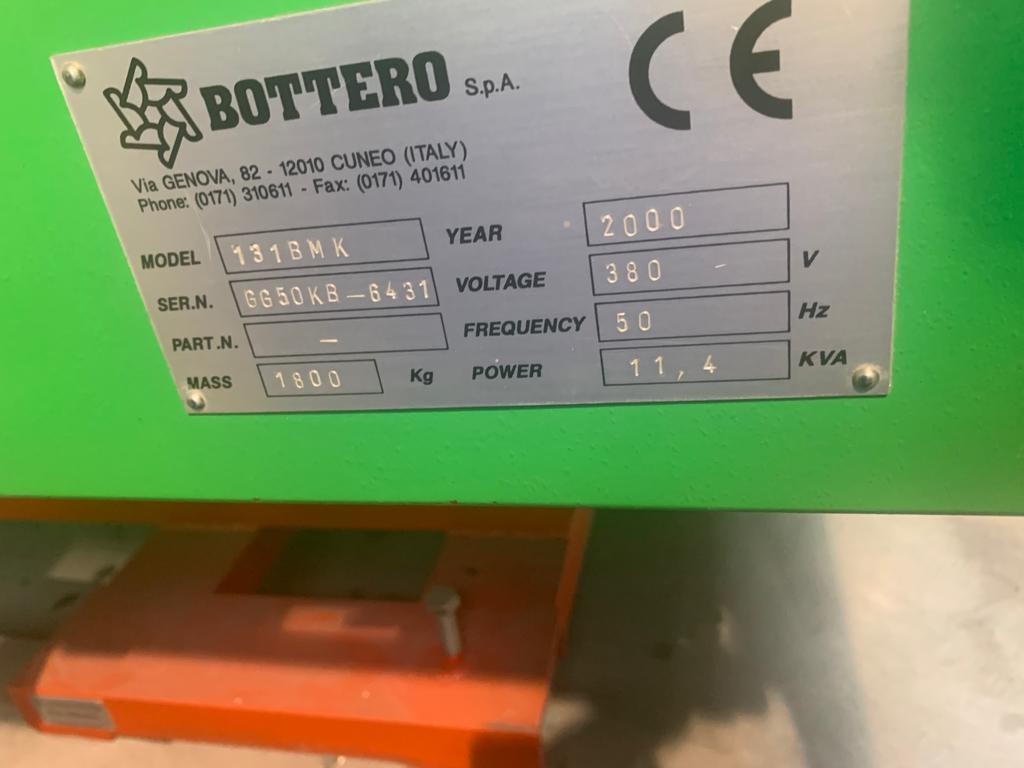 BOTTERO S.p.A.
CE
Via GENOVA, 82 - 12010 CUNEO (ITALY)
Phone: (0171) 310611 - Fax: (0171) 401611
MODEL 131BMK YEAR 2000
SER.N. GG50KB-6431 VOLTAGE 380 - V
PART.N. - FREQUENCY 50 Hz
MASS 1800 Kg POWER 11,4 KVA